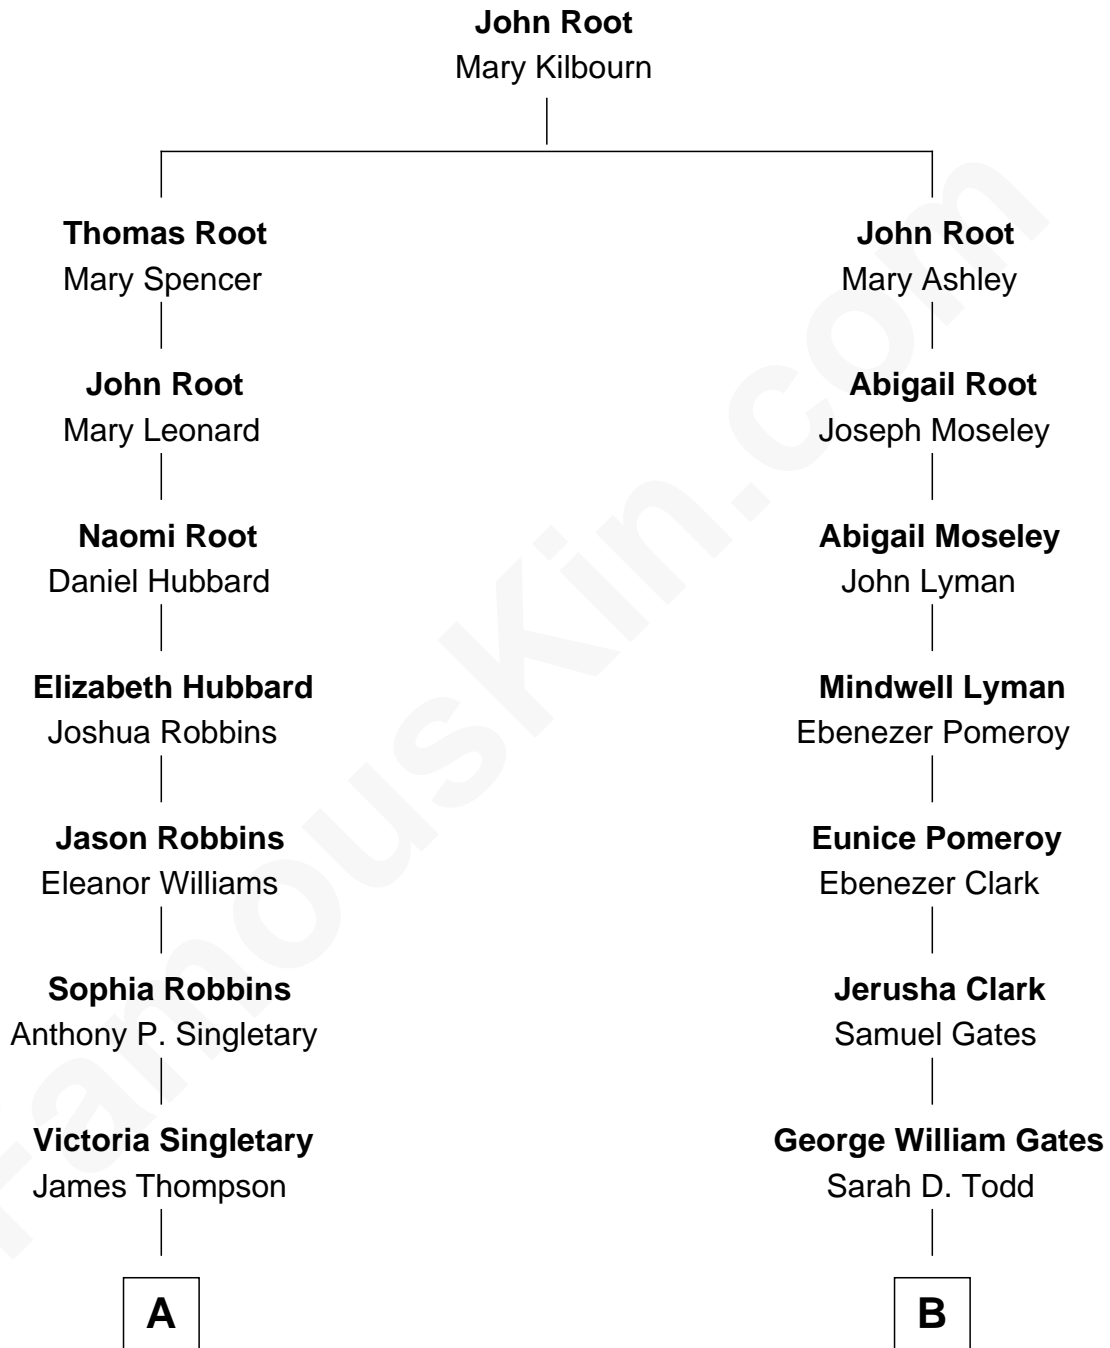 John Root
Mary Kilbourn
Thomas Root
Mary Spencer
John Root
Mary Ashley
John Root
Mary Leonard
Abigail Root
Joseph Moseley
Naomi Root
Daniel Hubbard
Abigail Moseley
John Lyman
Elizabeth Hubbard
Joshua Robbins
Mindwell Lyman
Ebenezer Pomeroy
Jason Robbins
Eleanor Williams
Eunice Pomeroy
Ebenezer Clark
Sophia Robbins
Anthony P. Singletary
Jerusha Clark
Samuel Gates
Victoria Singletary
James Thompson
George William Gates
Sarah D. Todd
A
B
FamousKin.com